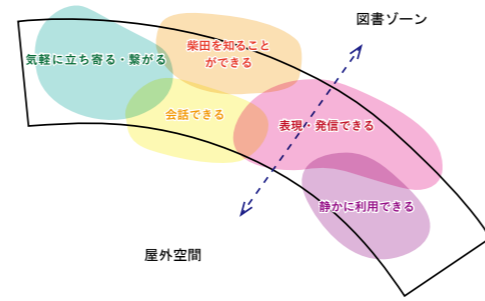 図書ゾーン
柴田を知ること
ができる
気軽に立ち寄る・繋がる
会話できる
表現・発信できる
静かに利用できる
屋外空間